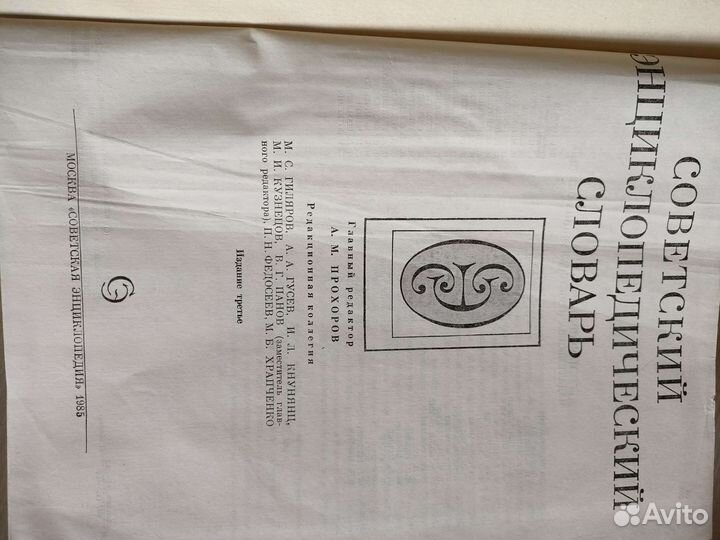 СОВЕТСКИЙ
ЭНЦИКЛОПЕДИЧЕСКИЙ
СЛОВАРЬ
Главный редактор
А. М. ПРОХОРОВ
Редакционная коллегия
М. С. ГИЛЯРОВ, А. А. ГУСЕВ, И. Л. КНУНЯНЦ,
М. И. КУЗНЕЦОВ, В. Г. ПАНОВ (заместитель глав-
ного редактора), П. Н. ФЕДОСЕЕВ, М. Б. ХРАПЧЕНКО
Издание третье
МОСКВА «СОВЕТСКАЯ ЭНЦИКЛОПЕДИЯ» 1985
Avito